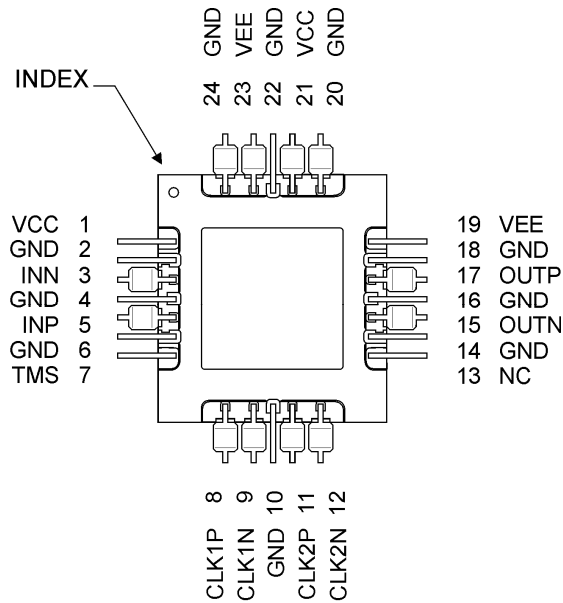 GND VEE GND VCC GND
24 23 22 21 20
INDEX
VCC 1
GND 2
INN 3
GND 4
INP 5
GND 6
TMS 7
19 VEE
18 GND
17 OUTP
16 GND
15 OUTN
14 GND
13 NC
8 9 10 11 12
CLK1P CLK1N GND CLK2P CLK2N